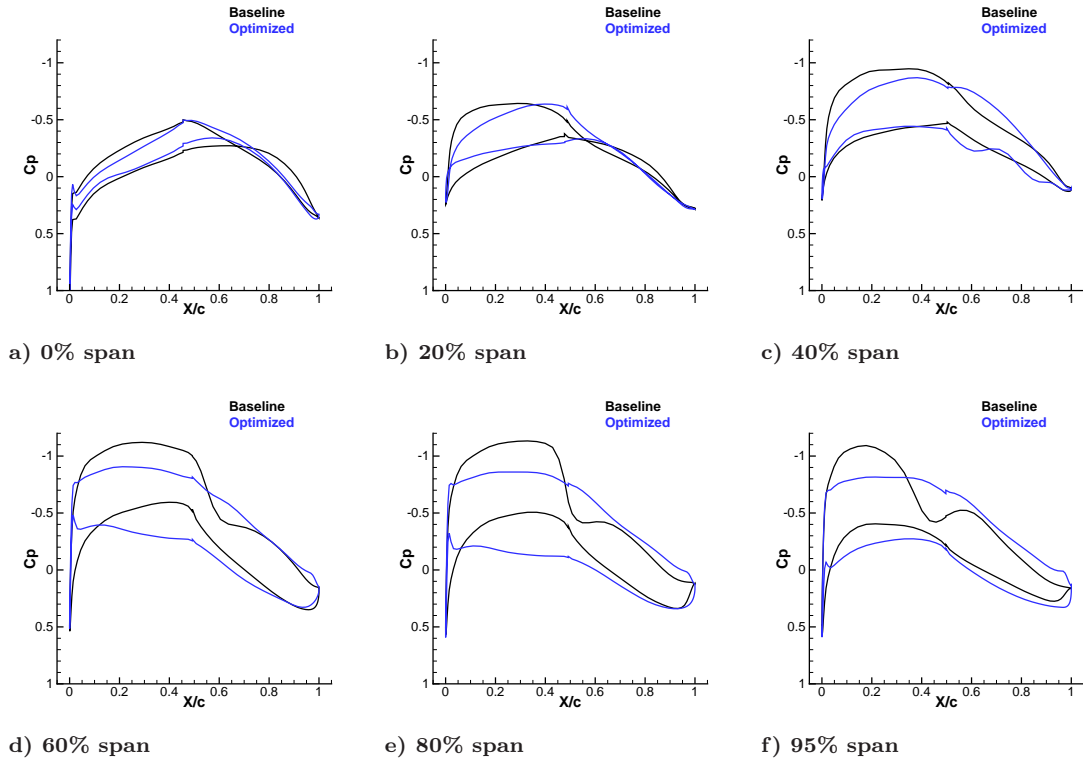 Baseline
Optimized
-1
-0.5
0
0.5
1
Cp
0 0.2 0.4 0.6 0.8 1
X/c
a) 0% span
Baseline
Optimized
-1
-0.5
0
0.5
1
Cp
0 0.2 0.4 0.6 0.8 1
X/c
b) 20% span
Baseline
Optimized
-1
-0.5
0
0.5
1
Cp
0 0.2 0.4 0.6 0.8 1
X/c
c) 40% span
Baseline
Optimized
-1
-0.5
0
0.5
1
Cp
0 0.2 0.4 0.6 0.8 1
X/c
d) 60% span
Baseline
Optimized
-1
-0.5
0
0.5
1
Cp
0 0.2 0.4 0.6 0.8 1
X/c
e) 80% span
Baseline
Optimized
-1
-0.5
0
0.5
1
Cp
0 0.2 0.4 0.6 0.8 1
X/c
f) 95% span